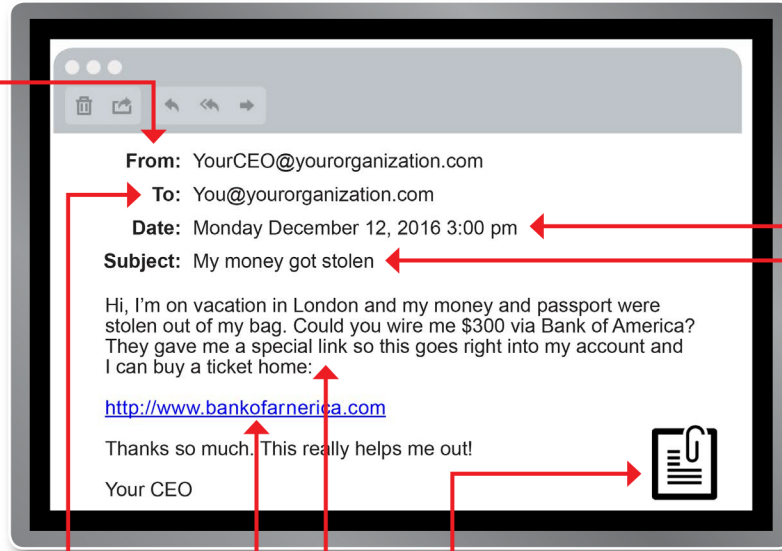 From: YourCEO@yourorganization.com
To: You@yourorganization.com
Date: Monday December 12, 2016 3:00 pm
Subject: My money got stolen
Hi, I'm on vacation in London and my money and passport were
stolen out of my bag. Could you wire me $300 via Bank of America?
They gave me a special link so this goes right into my account and
I can buy a ticket home:
http://www.bankofarnerica.com
Thanks so much. This really helps me out!
Your CEO